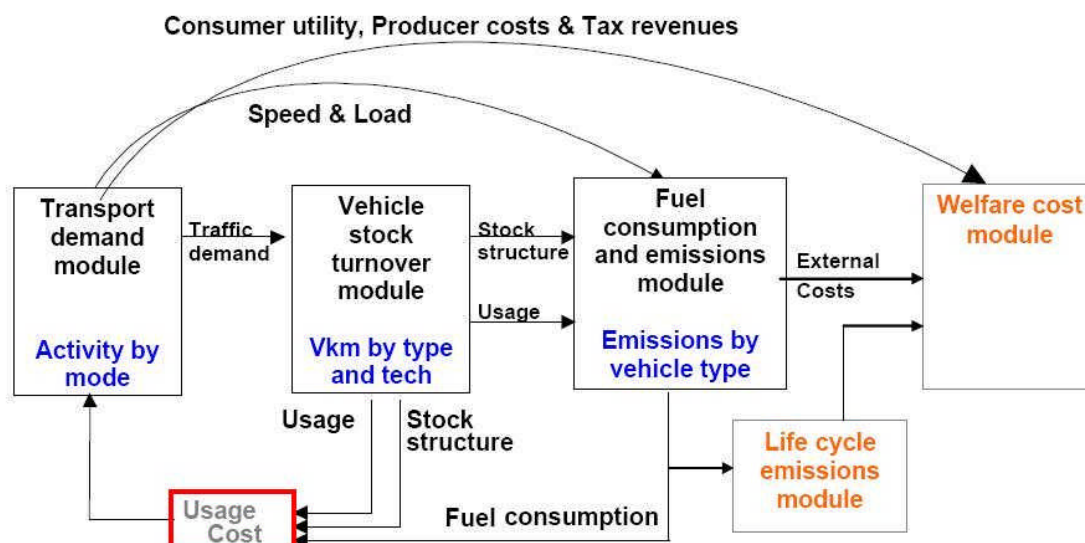 Consumer utility, Producer costs & Tax revenues
Speed & Load
Transport
demand
module
Activity by
mode
Traffic
demand
Vehicle
stock
turnover
module
Vkm by type
and tech
Stock
structure
Usage
Fuel
consumption
and emissions
module
Emissions by
vehicle type
External
Costs
Welfare cost
module
Usage
Stock
structure
Life cycle
emissions
module
Fuel consumption
Usage
Cost